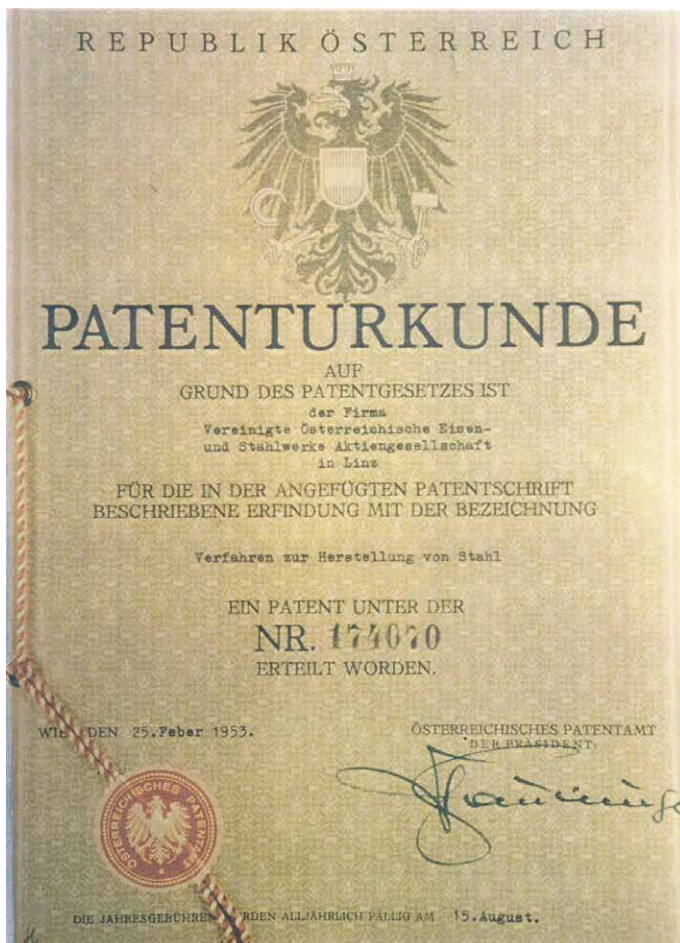 REPUBLIK ÖSTERREICH
PATENTURKUNDE
AUF
GRUND DES PATENTGESETZES IST
der Firma
Vereinigte Österreichische Eisen-
und Stahlwerke Aktiengesellschaft
in Linz
FÜR DIE IN DER ANGEFÜGTEN PATENTSCHRIFT
BESCHRIEBENE ERFINDUNG MIT DER BEZEICHNUNG
Verfahren zur Herstellung von Stahl
EIN PATENT UNTER DER
NR. 174070
ERTEILT WORDEN.
DEN 25.Feber 1953.
ÖSTERREICHISCHES PATENTAMT
DER PRÄSIDENT:
ÖSTERREICHISCHES PATENTAMT
DIE JAHRESGEBÜHREN WERDEN ALLJÄHRLICH FÄLLIG AM 15.August.